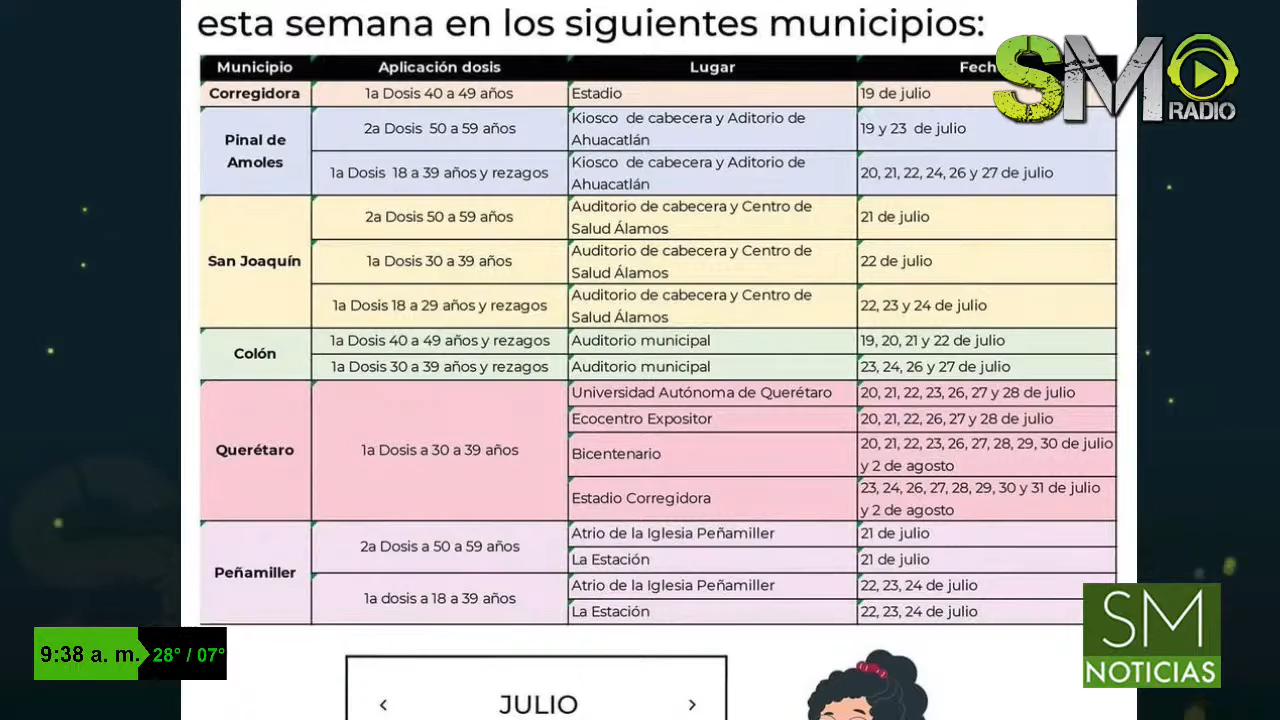 esta semana en los siguientes municipios:
Municipio Aplicación dosis Lugar Fech
Corregidora 1a Dosis 40 a 49 años Estadio 19 de julio
Pinal de Amoles 2a Dosis 50 a 59 años Kiosco de cabecera y Aditorio de Ahuacatlán 19 y 23 de julio
1a Dosis 18 a 39 años y rezagos Kiosco de cabecera y Aditorio de Ahuacatlán 20, 21, 22, 24, 26 y 27 de julio
San Joaquín 2a Dosis 50 a 59 años Auditorio de cabecera y Centro de Salud Álamos 21 de julio
1a Dosis 30 a 39 años Auditorio de cabecera y Centro de Salud Álamos 22 de julio
1a Dosis 18 a 29 años y rezagos Auditorio de cabecera y Centro de Salud Álamos 22, 23 y 24 de julio
Colón 1a Dosis 40 a 49 años y rezagos Auditorio municipal 19, 20, 21 y 22 de julio
1a Dosis 30 a 39 años y rezagos Auditorio municipal 23, 24, 26 y 27 de julio
Querétaro 1a Dosis a 30 a 39 años Universidad Autónoma de Querétaro 20, 21, 22, 23, 26, 27 y 28 de julio
Ecocentro Expositor 20, 21, 22, 26, 27 y 28 de julio
Bicentenario 20, 21, 22, 23, 26, 27, 28, 29, 30 de julio y 2 de agosto
Estadio Corregidora 23, 24, 26, 27, 28, 29, 30 y 31 de julio y 2 de agosto
Peñamiller 2a Dosis a 50 a 59 años Atrio de la Iglesia Peñamiller 21 de julio
La Estación 21 de julio
1a dosis a 18 a 39 años Atrio de la Iglesia Peñamiller 22, 23, 24 de julio
La Estación 22, 23, 24 de julio
JULIO
SM
RADIO
SM
NOTICIAS
9:38 a. m. 28° / 07°